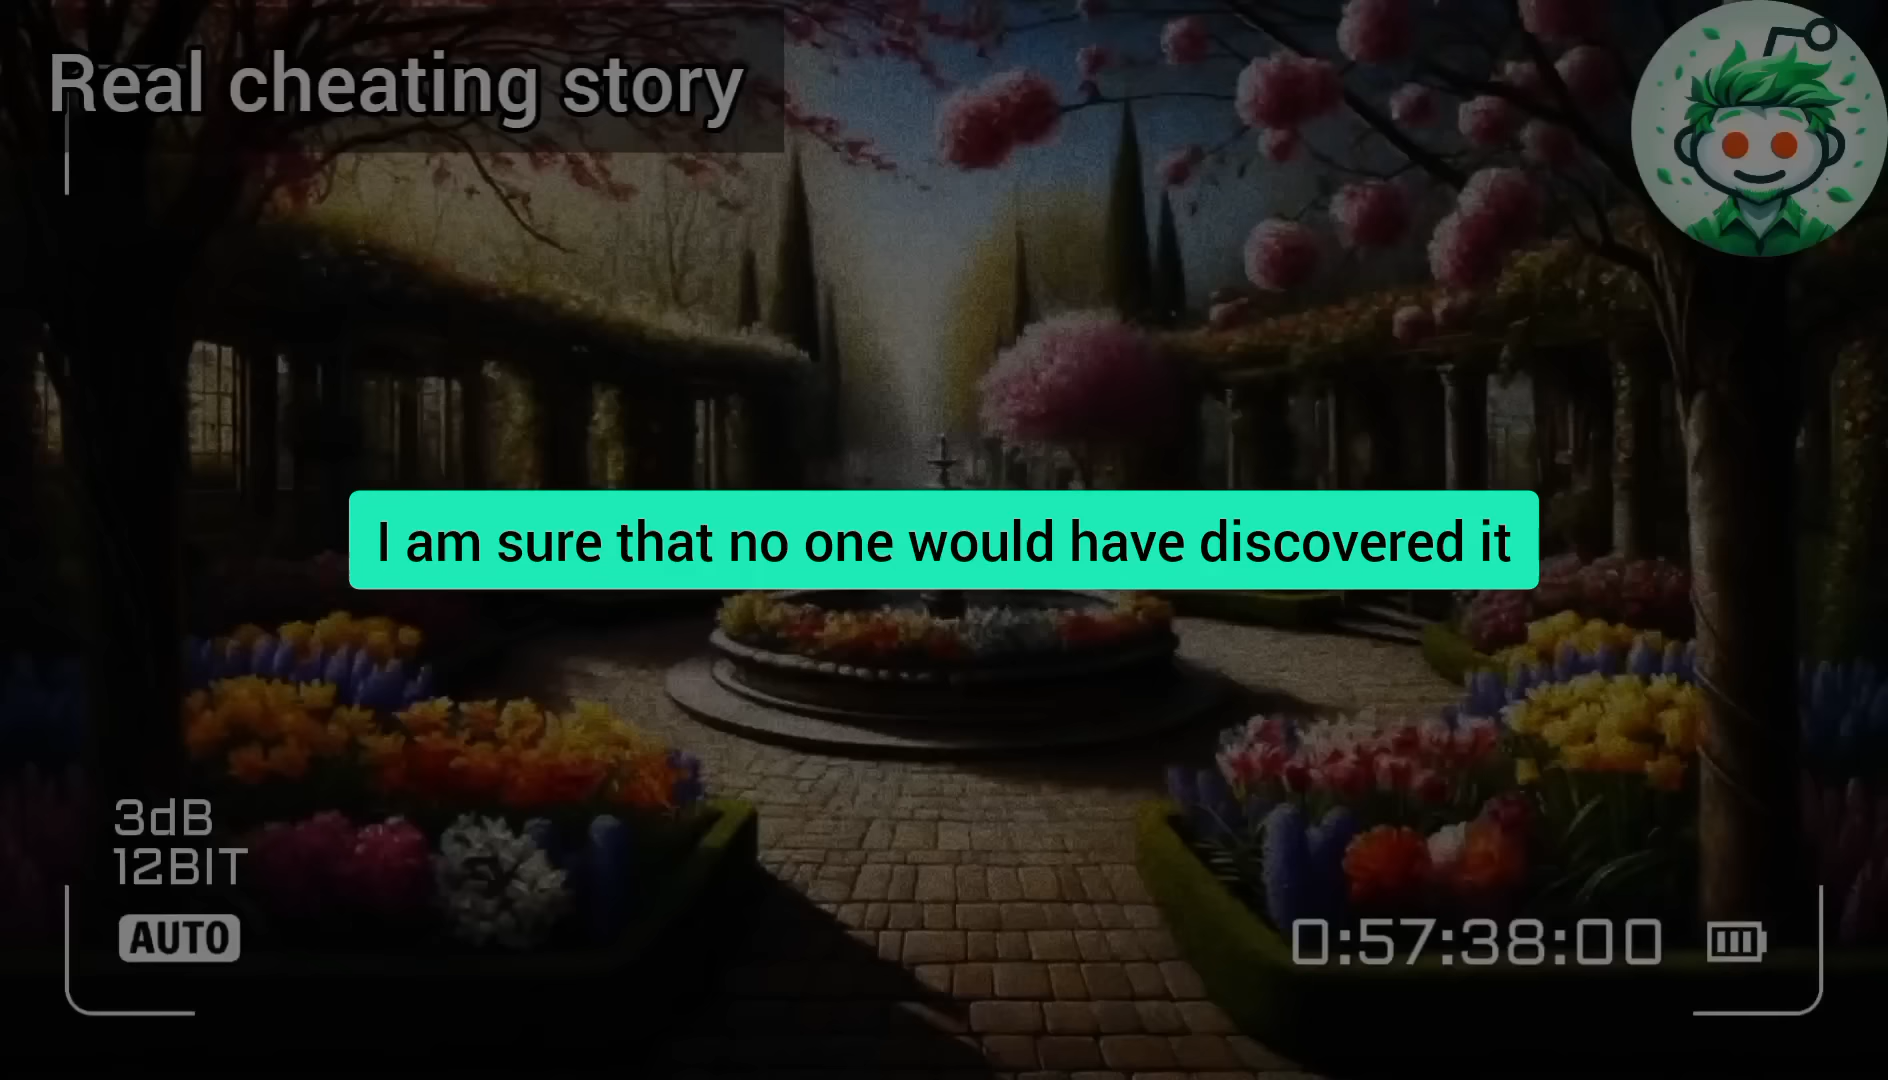 Real cheating story
I am sure that no one would have discovered it
3dB
12BIT
AUTO
0:57:38:00